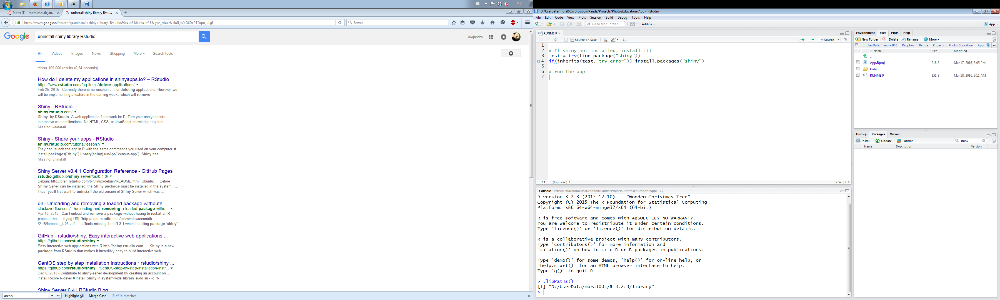 EN 9:11
Inbox (1) - morales.s.alejan... uninstall shiny library Rstu...
https://www.google.nl/search?q=uninstall+shiny+library+Rstudio&ie=utf-8&oe=utf-8&gws_rd=cr&ei=ILjrVpO6DcPTOqm_uLgI
Search
ABP
Google
uninstall shiny library Rstudio
Alejandro
All Videos Images News Shopping More Search tools
About 109.000 results (0,54 seconds)
How do I delete my applications in shinyapps.io? – RStudio
https://www.rstudio.com/faq-items/delete-applications/
Feb 25, 2015 - Currently there is no mechanism for deleting applications. However, we
will be implementing a feature in the coming weeks which will remove ...
Shiny - RStudio
shiny.rstudio.com/
Shiny. by RStudio. A web application framework for R. Turn your analyses into
interactive web applications. No HTML, CSS, or JavaScript knowledge required.
Missing: uninstall
Shiny - Share your apps - RStudio
shiny.rstudio.com/tutorial/lesson7/
They can launch the app in R with the same commands you used on your computer. #
install.packages("shiny") library(shiny) runApp("census-app"). Shiny has ...
Missing: uninstall
Shiny Server v0.4.1 Configuration Reference - GitHub Pages
rstudio.github.io/shiny-server/os/0.4.0/
Debian: http://cran.rstudio.com/bin/linux/debian/README.html; Ubuntu: ... Before
Shiny Server can be installed, the Shiny package must be installed in the system .....
Thus, you'll first want to uninstall the old version of Shiny Server which was ...
dll - Unloading and removing a loaded package withouth ...
stackoverflow.com/.../unloading-and-removing-a-loaded-package-witho...
Apr 10, 2013 - Can I unload and remove a package without having to restart an R
process that ... trying URL 'http://cran.rstudio.com/bin/windows/contrib
/2.15/forecast_4.03.zip' ... caTools missing from R 3.1 when installing package "shiny",.
GitHub - rstudio/shiny: Easy interactive web applications ...
https://github.com/rstudio/shiny
Easy interactive web applications with R http://shiny.rstudio.com .... Shiny is a new
package from RStudio that makes it incredibly easy to build interactive web ...
CentOS step by step Installation Instructions · rstudio/shiny ...
https://github.com/rstudio/shiny.../CentOS-step-by-step-Installation-Instr...
Dec 8, 2013 - Contribute to shiny-server development by creating an account on ...
install R-core R-devel # Install Shiny in system-wide library sudo su - -c "R ...
Shiny Server 0.4 | RStudio Blog
archiv Highlight All Match Case 13 of 14 matches
D:/UserData/moral005/Dropbox/Panda/Projects/PhotosEducation/App - RStudio
File Edit Code View Plots Session Build Debug Tools Help
Go to file/function Addins App
RUNME.R
Source on Save Source
1
2 # If shiny not installed, install it!
3 test = try(find.package("shiny"))
4 if(inherits(test,"try-error")) install.packages("shiny")
5
6 # run the app
7
7:1 (Top Level) R Script
Console D:/UserData/moral005/Dropbox/Panda/Projects/PhotosEducation/App/
R version 3.2.3 (2015-12-10) -- "Wooden Christmas-Tree"
Copyright (C) 2015 The R Foundation for Statistical Computing
Platform: x86_64-w64-mingw32/x64 (64-bit)
R is free software and comes with ABSOLUTELY NO WARRANTY.
You are welcome to redistribute it under certain conditions.
Type 'license()' or 'licence()' for distribution details.
R is a collaborative project with many contributors.
Type 'contributors()' for more information and
'citation()' on how to cite R or R packages in publications.
Type 'demo()' for some demos, 'help()' for on-line help, or
'help.start()' for an HTML browser interface to help.
Type 'q()' to quit R.
> .libPaths()
[1] "D:/UserData/moral005/R-3.2.3/library"
>
Environment Files Plots Help
New Folder Delete Rename More
UserData moral005 Dropbox Panda Projects PhotosEducation App ...
Name Size Modified
..
App.Rproj 218 B Mar 17, 2016, 3:05 PM
Data
RUNME.R 151 B Mar 18, 2016, 9:11 AM
History Packages Viewer
Install Update Packrat shiny
Name Description Version